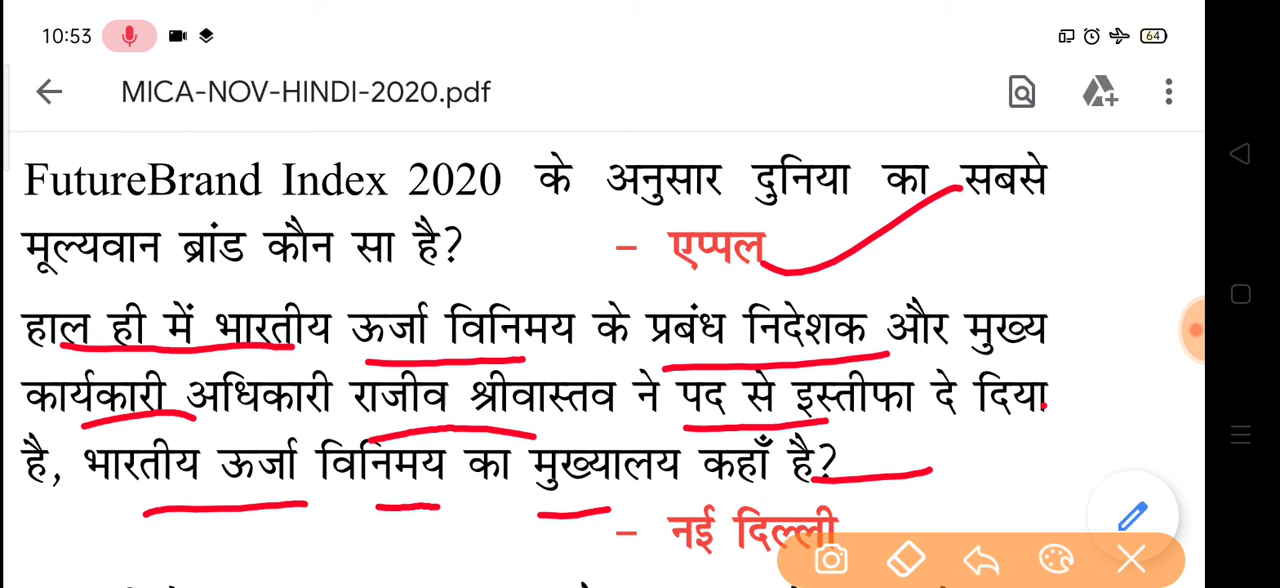 10:53
64
MICA-NOV-HINDI-2020.pdf
FutureBrand Index 2020 के अनुसार दुनिया का सबसे
मूल्यवान ब्रांड कौन सा है? – एप्पल
हाल ही में भारतीय ऊर्जा विनिमय के प्रबंध निदेशक और मुख्य
कार्यकारी अधिकारी राजीव श्रीवास्तव ने पद से इस्तीफा दे दिया
है, भारतीय ऊर्जा विनिमय का मुख्यालय कहाँ है?
– नई दिल्ली